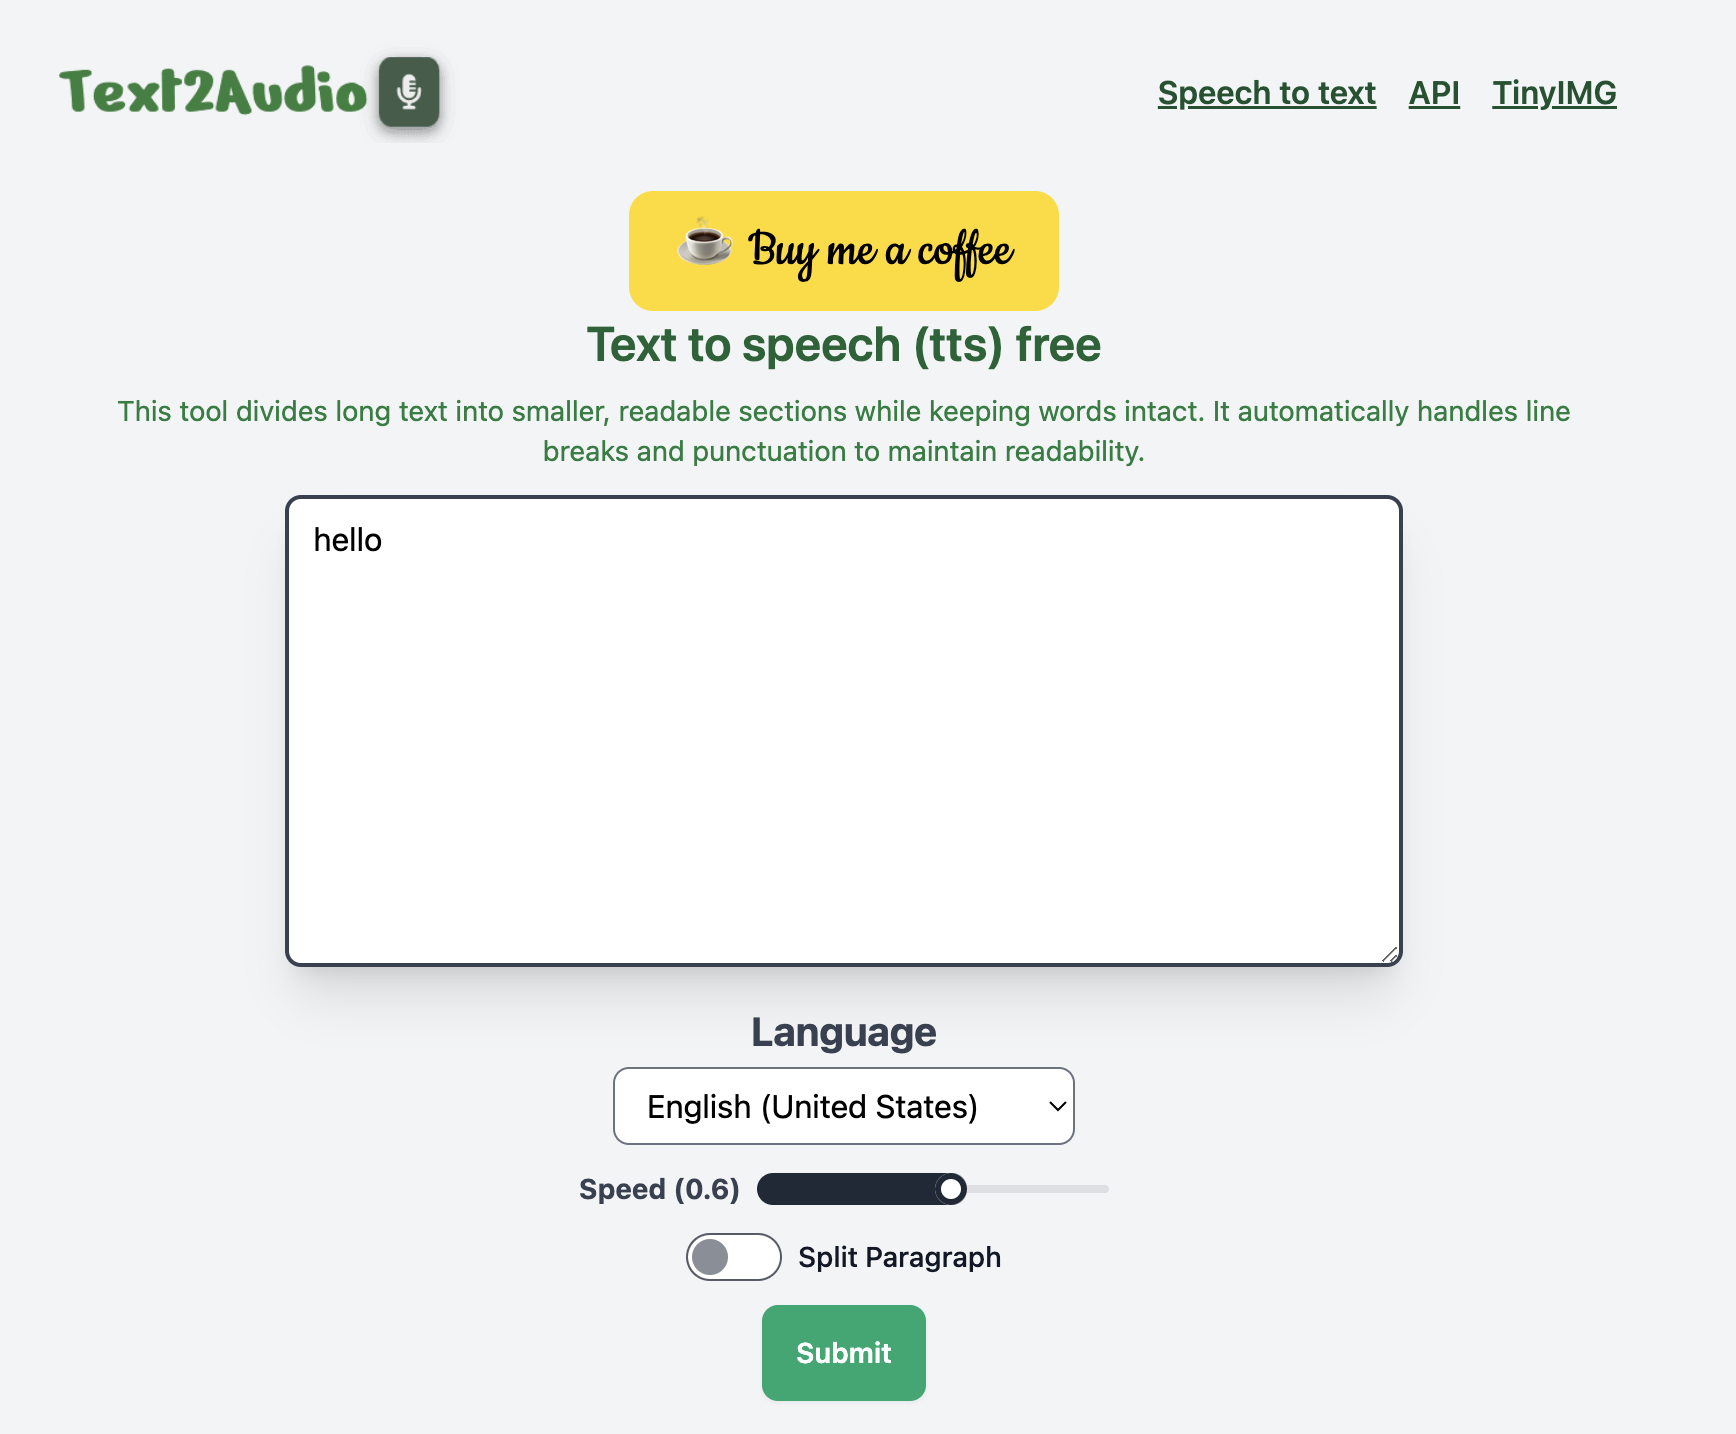 Text2Audio
Speech to text API TinyIMG
Buy me a coffee
Text to speech (tts) free
This tool divides long text into smaller, readable sections while keeping words intact. It automatically handles line
breaks and punctuation to maintain readability.
hello
Language
English (United States)
Speed (0.6)
Split Paragraph
Submit